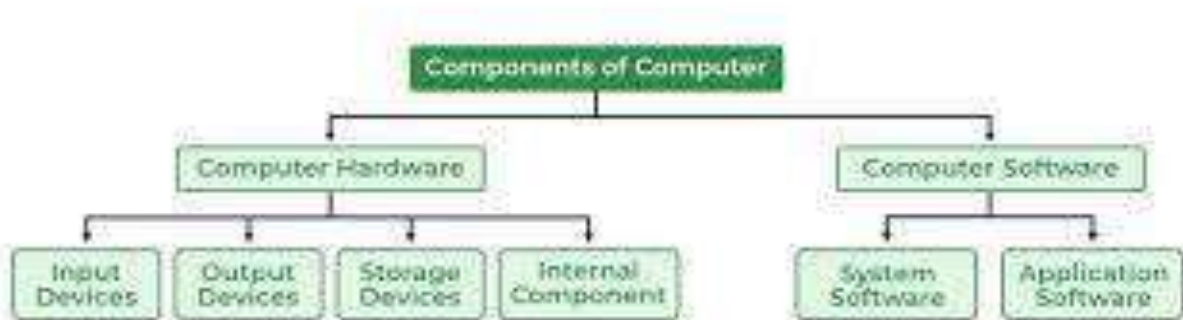 Components of Computer
Computer Hardware
Computer Software
Input
Devices
Output
Devices
Storage
Devices
Internal
Component
System
Software
Application
Software